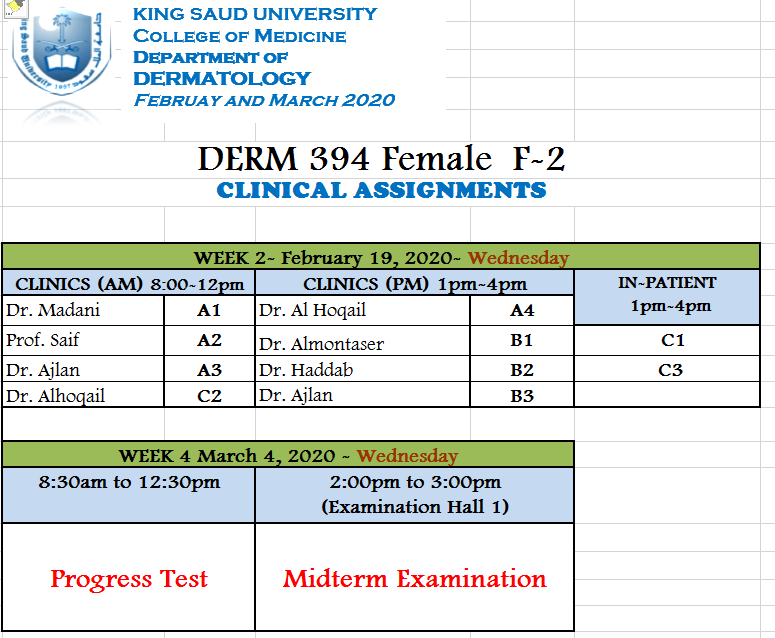 KING SAUD UNIVERSITY
COLLEGE OF MEDICINE
DEPARTMENT OF
DERMATOLOGY
FEBRUAY AND MARCH 2020
DERM 394 Female F-2
CLINICAL ASSIGNMENTS
WEEK 2- February 19, 2020- Wednesday
CLINICS (AM) 8:00-12pm CLINICS (PM) 1pm-4pm IN-PATIENT
1pm-4pm
Dr. Madani A1 Dr. Al Hoqail A4
Prof. Saif A2 Dr. Almontaser B1 C1
Dr. Ajlan A3 Dr. Haddab B2 C3
Dr. Alhoqail C2 Dr. Ajlan B3
WEEK 4 March 4, 2020 - Wednesday
8:30am to 12:30pm 2:00pm to 3:00pm
(Examination Hall 1)
Progress Test Midterm Examination